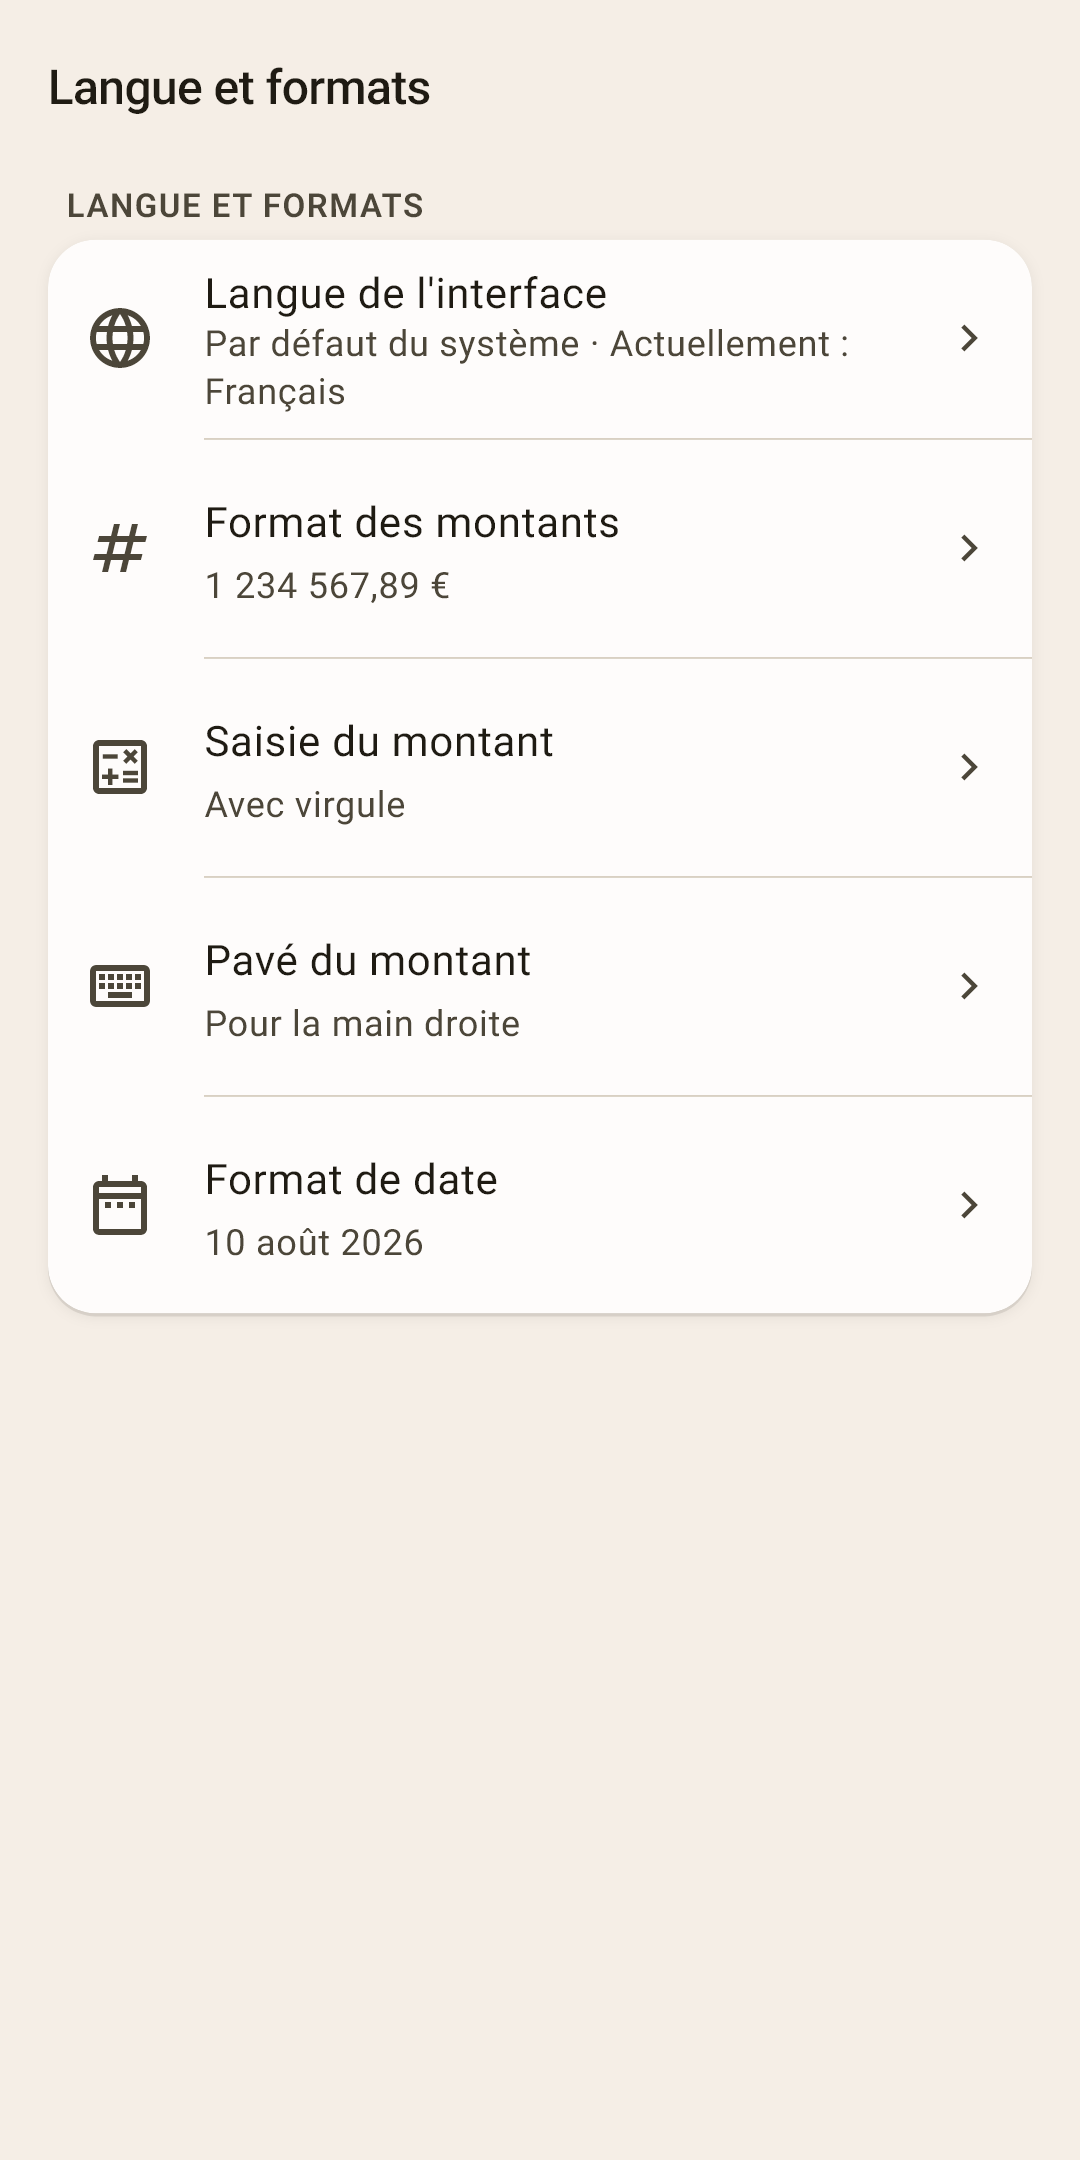 Langue et formats
LANGUE ET FORMATS
Langue de l'interface
Par défaut du système · Actuellement :
Français
Format des montants
1 234 567,89 €
Saisie du montant
Avec virgule
Pavé du montant
Pour la main droite
Format de date
10 août 2026